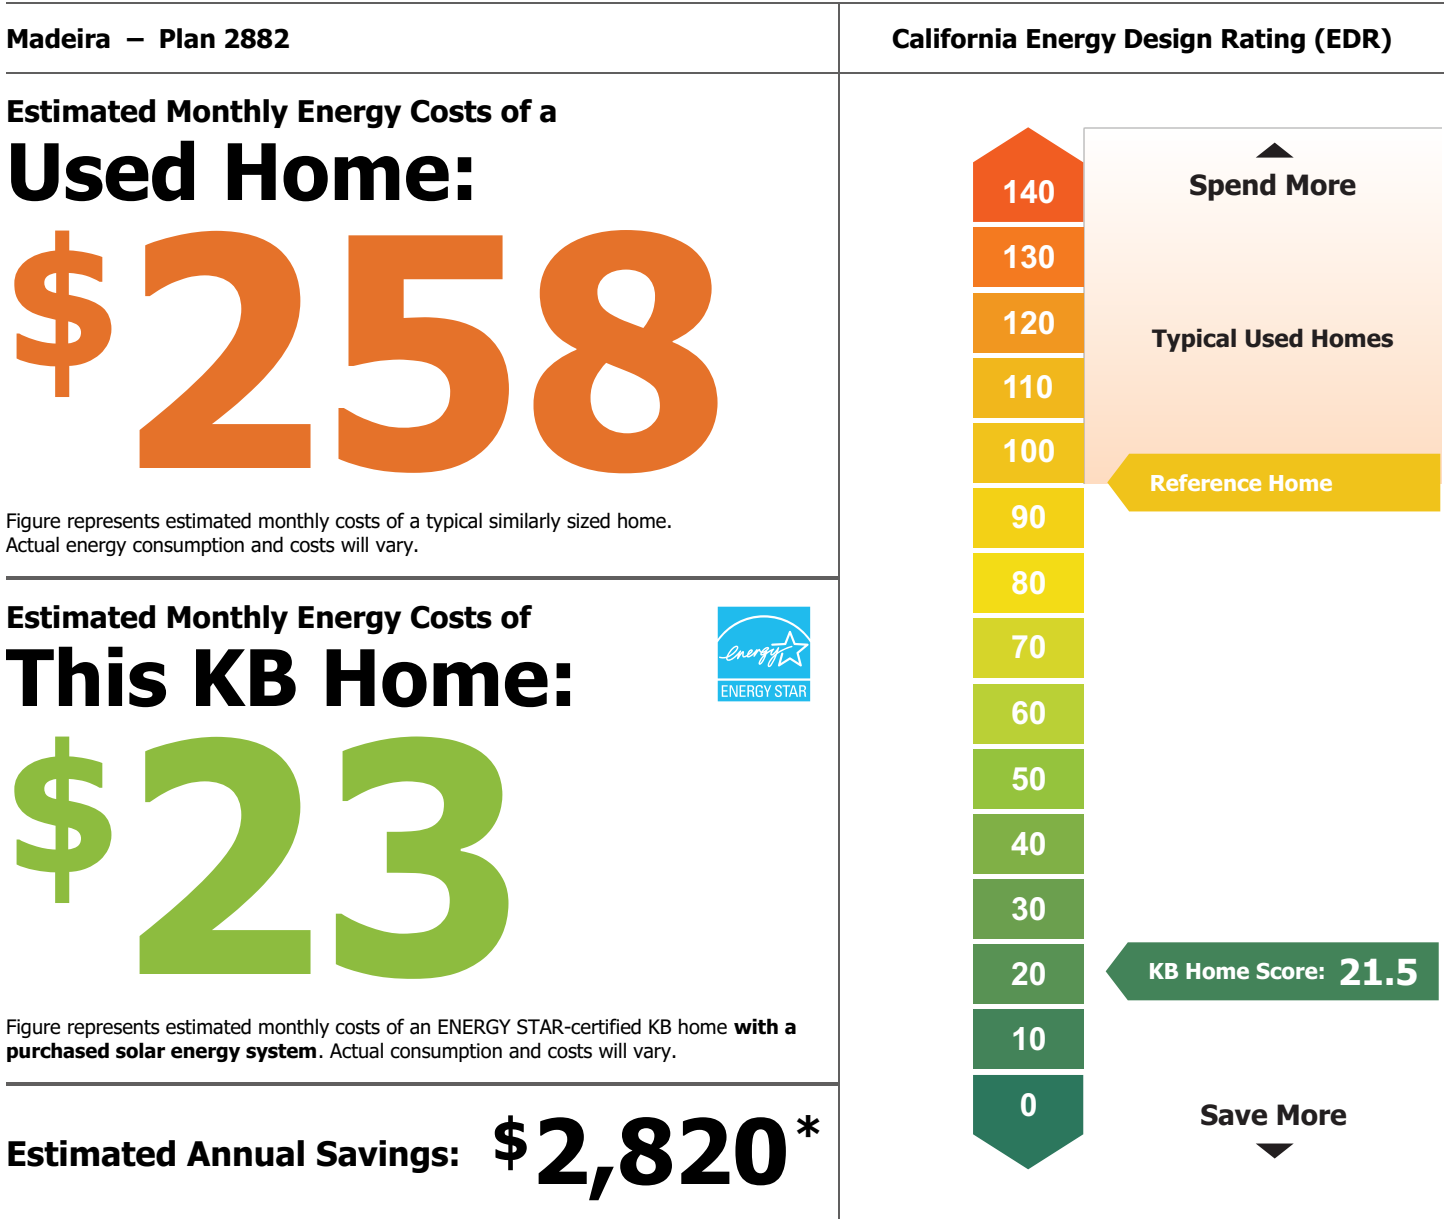 Madeira – Plan 2882
Estimated Monthly Energy Costs of a
Used Home:
$258
Figure represents estimated monthly costs of a typical similarly sized home.
Actual energy consumption and costs will vary.
Estimated Monthly Energy Costs of
This KB Home:
energy
ENERGY STAR
$23
Figure represents estimated monthly costs of an ENERGY STAR-certified KB home with a
purchased solar energy system. Actual consumption and costs will vary.
Estimated Annual Savings: $2,820*
California Energy Design Rating (EDR)
140
Spend More
130
120
Typical Used Homes
110
100
Reference Home
90
80
70
60
50
40
30
20
KB Home Score: 21.5
10
0
Save More